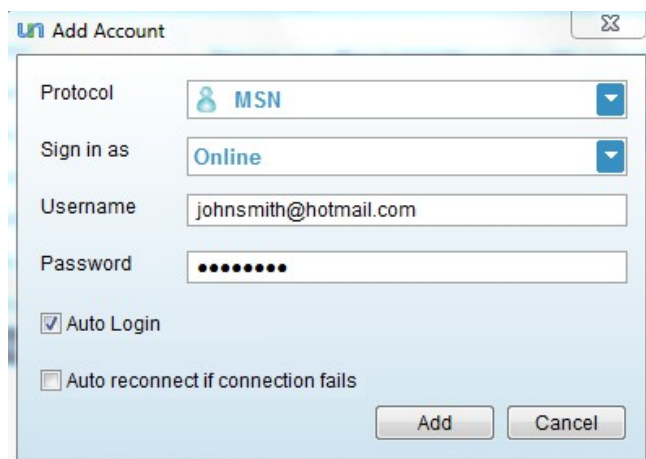 un Add Account
Protocol MSN
Sign in as Online
Username johnsmith@hotmail.com
Password ••••••••
Auto Login
Auto reconnect if connection fails
Add Cancel